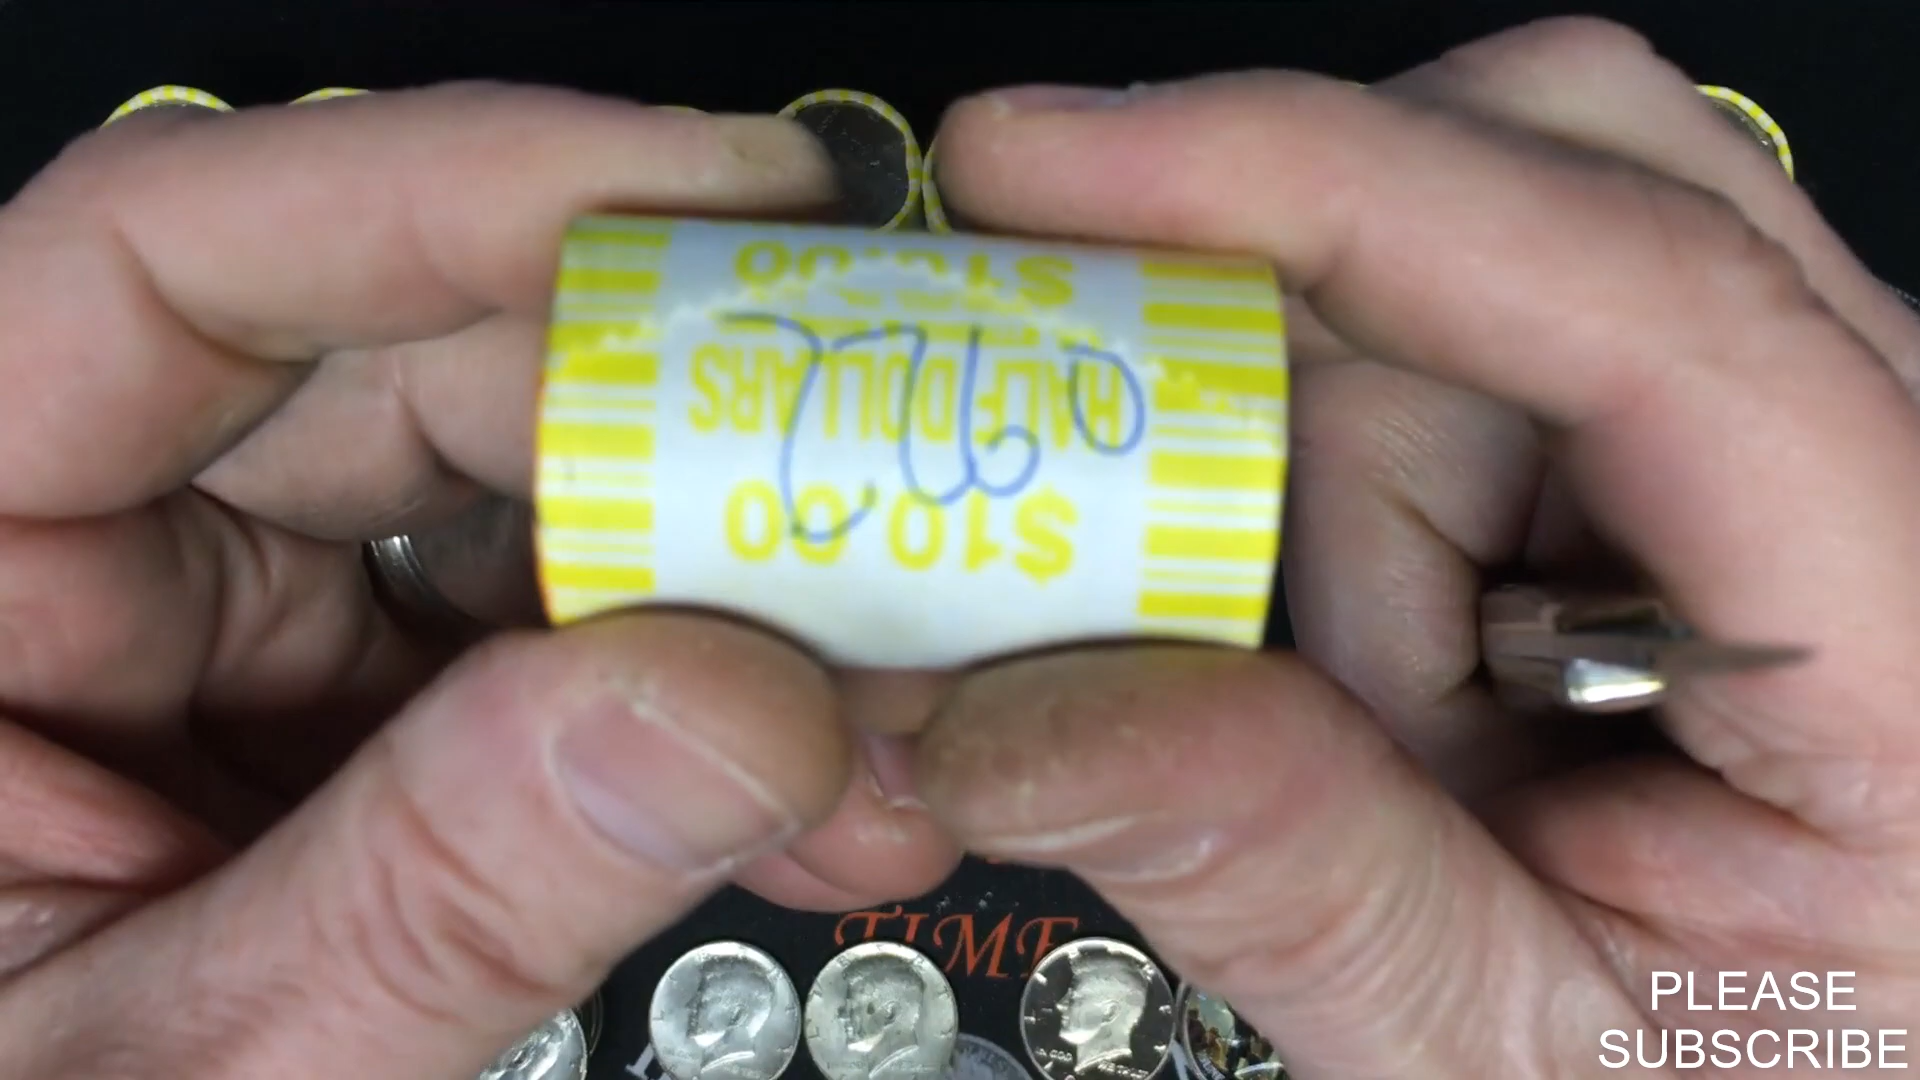 $10.00
HALF DOLLARS
$10.00
TIME
PLEASE
SUBSCRIBE